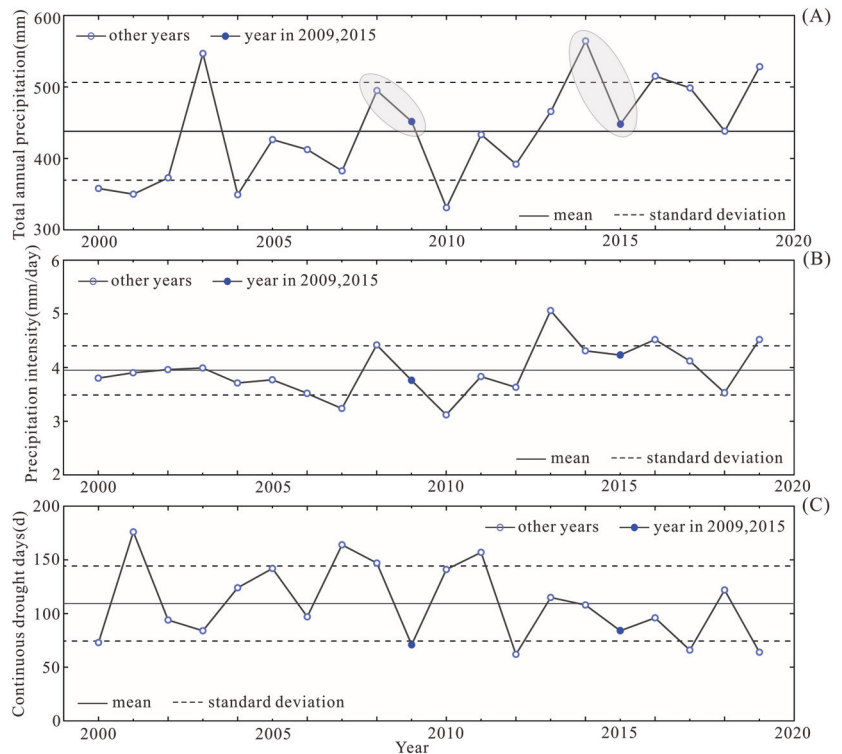 (A)
Total annual precipitation(mm)
600
500
400
300
other years
year in 2009,2015
mean
standard deviation
2000 2005 2010 2015 2020
(B)
Precipitation intensity(mm/day)
6
5
4
3
2
other years
year in 2009,2015
mean
standard deviation
2000 2005 2010 2015 2020
(C)
Continuous drought days(d)
200
150
100
50
0
other years
year in 2009,2015
mean
standard deviation
2000 2005 2010 2015 2020
Year